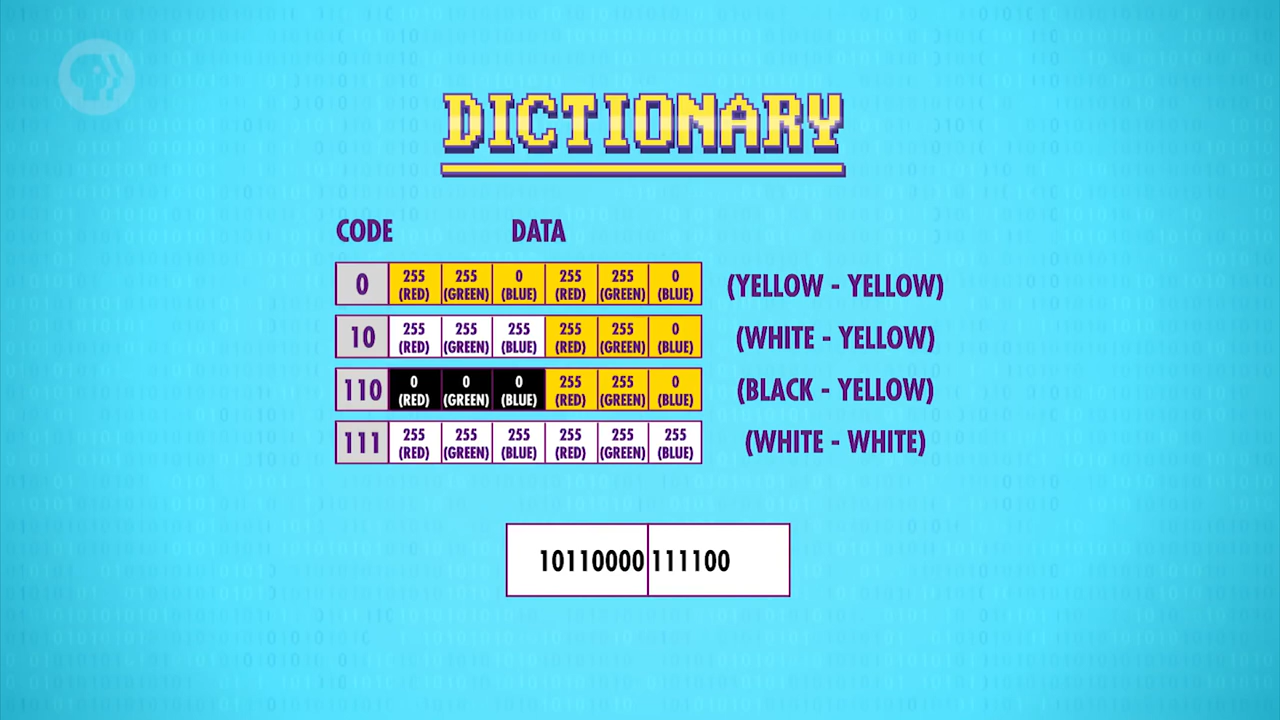 DICTIONARY
CODE DATA
0 255 (RED) 255 (GREEN) 0 (BLUE) 255 (RED) 255 (GREEN) 0 (BLUE) (YELLOW - YELLOW)
10 255 (RED) 255 (GREEN) 255 (BLUE) 255 (RED) 255 (GREEN) 0 (BLUE) (WHITE - YELLOW)
110 0 (RED) 0 (GREEN) 0 (BLUE) 255 (RED) 255 (GREEN) 0 (BLUE) (BLACK - YELLOW)
111 255 (RED) 255 (GREEN) 255 (BLUE) 255 (RED) 255 (GREEN) 255 (BLUE) (WHITE - WHITE)
10110000 111100